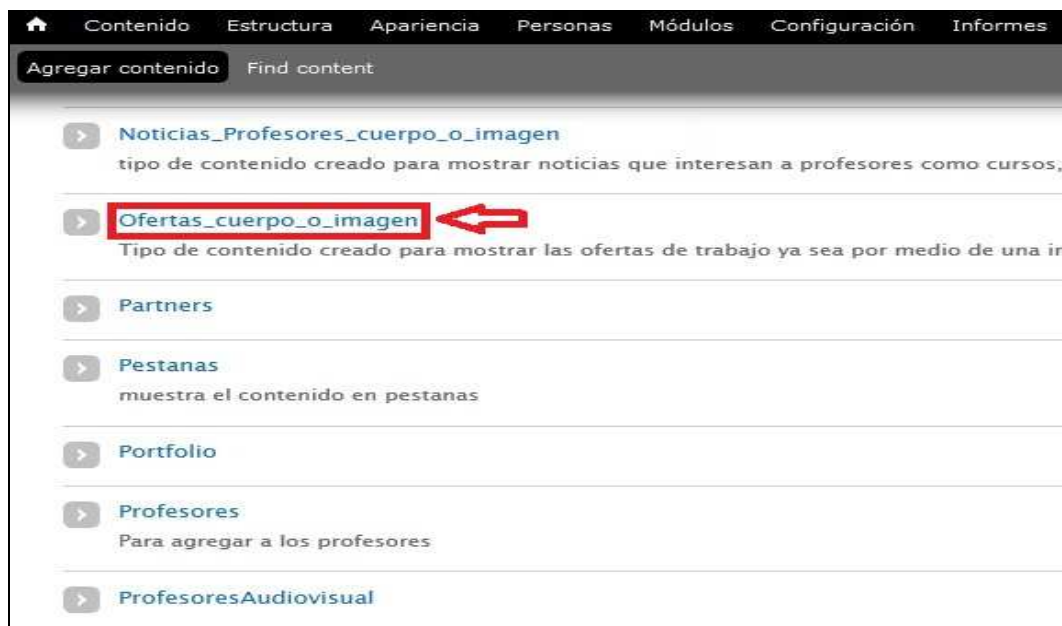 Contenido Estructura Apariencia Personas Módulos Configuración Informes
Agregar contenido Find content
Noticias_Profesores_cuerpo_o_imagen
tipo de contenido creado para mostrar noticias que interesan a profesores como cursos,
Ofertas_cuerpo_o_imagen
Tipo de contenido creado para mostrar las ofertas de trabajo ya sea por medio de una
Partners
Pestanas
muestra el contenido en pestanas
Portfolio
Profesores
Para agregar a los profesores
ProfesoresAudiovisual